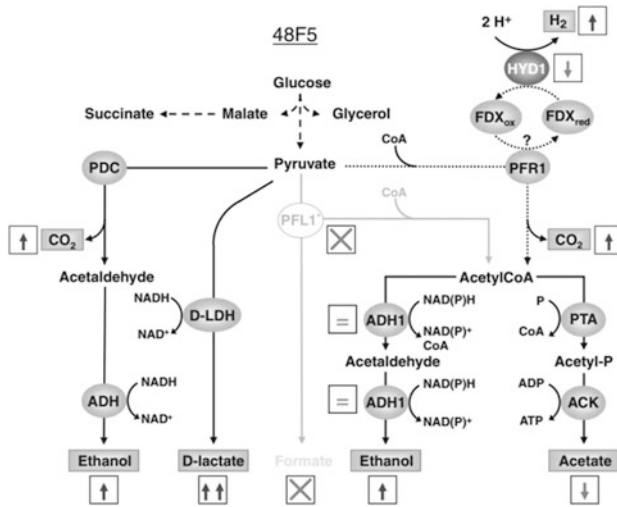 48F5
2 H⁺
H₂
HYD1
Glucose
Succinate
Malate
Glycerol
FDXox
FDXred
?
CoA
PDC
Pyruvate
PFR1
CoA
PFL1*
CO₂
CO₂
Acetaldehyde
AcetylCoA
NADH
D-LDH
NAD⁺
=
ADH1
NAD(P)H
NAD(P)⁺
CoA
P
PTA
CoA
Acetaldehyde
Acetyl-P
ADH
NADH
NAD⁺
=
ADH1
NAD(P)H
NAD(P)⁺
ADP
ACK
ATP
Ethanol
D-lactate
Formate
Ethanol
Acetate